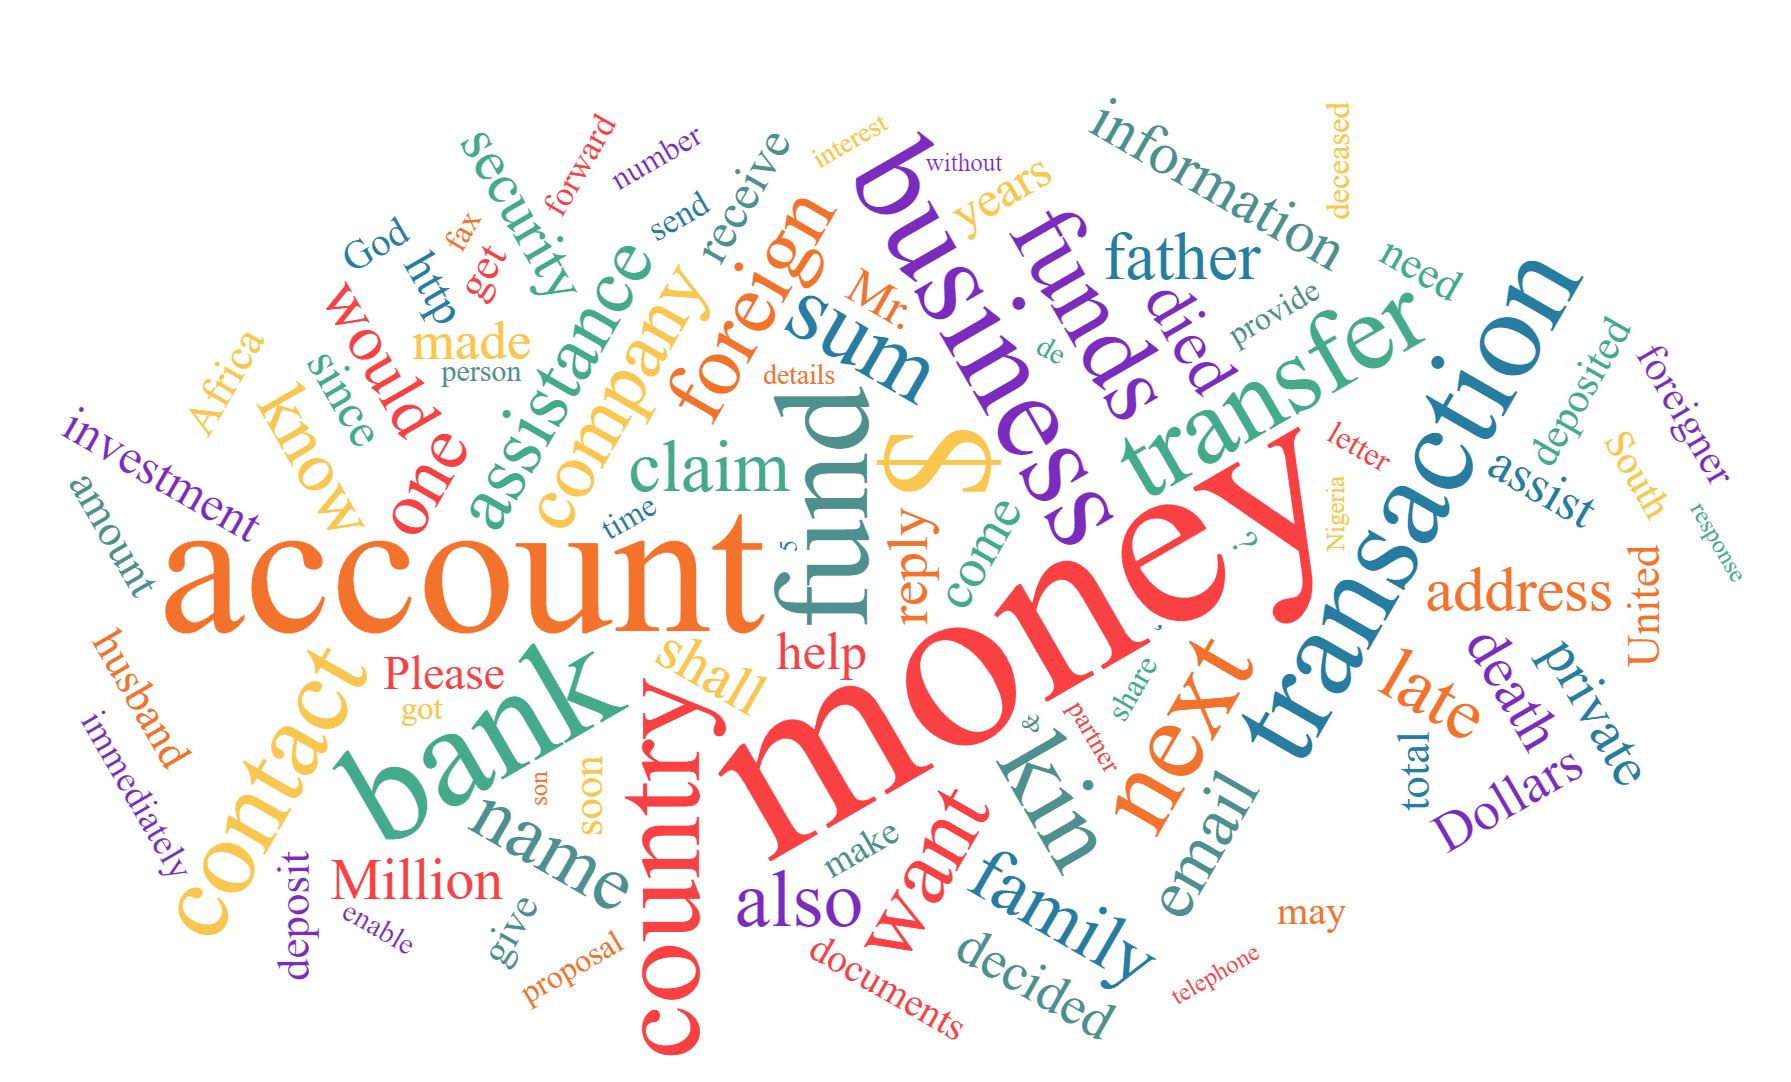 information
deceased
forward
number
interest
security
receive
business
without
years
send
God
fax
foreign
funds
father
need
http
get
assistance
Mr.
transaction
would
company
sum
died
provide
transfer
made
Africa
since
person
details
de
deposited
foreigner
know
one
fund
$
letter
investment
claim
South
assist
amount
time
5
reply
come
money
?
Nigeria
response
account
address
United
husband
contact
Please
got
bank
shall
help
,
share
next
late
death
private
immediately
country
&
partner
kin
son
soon
total
Dollars
name
make
want
email
Million
deposit
enable
give
also
family
may
proposal
documents
decided
telephone